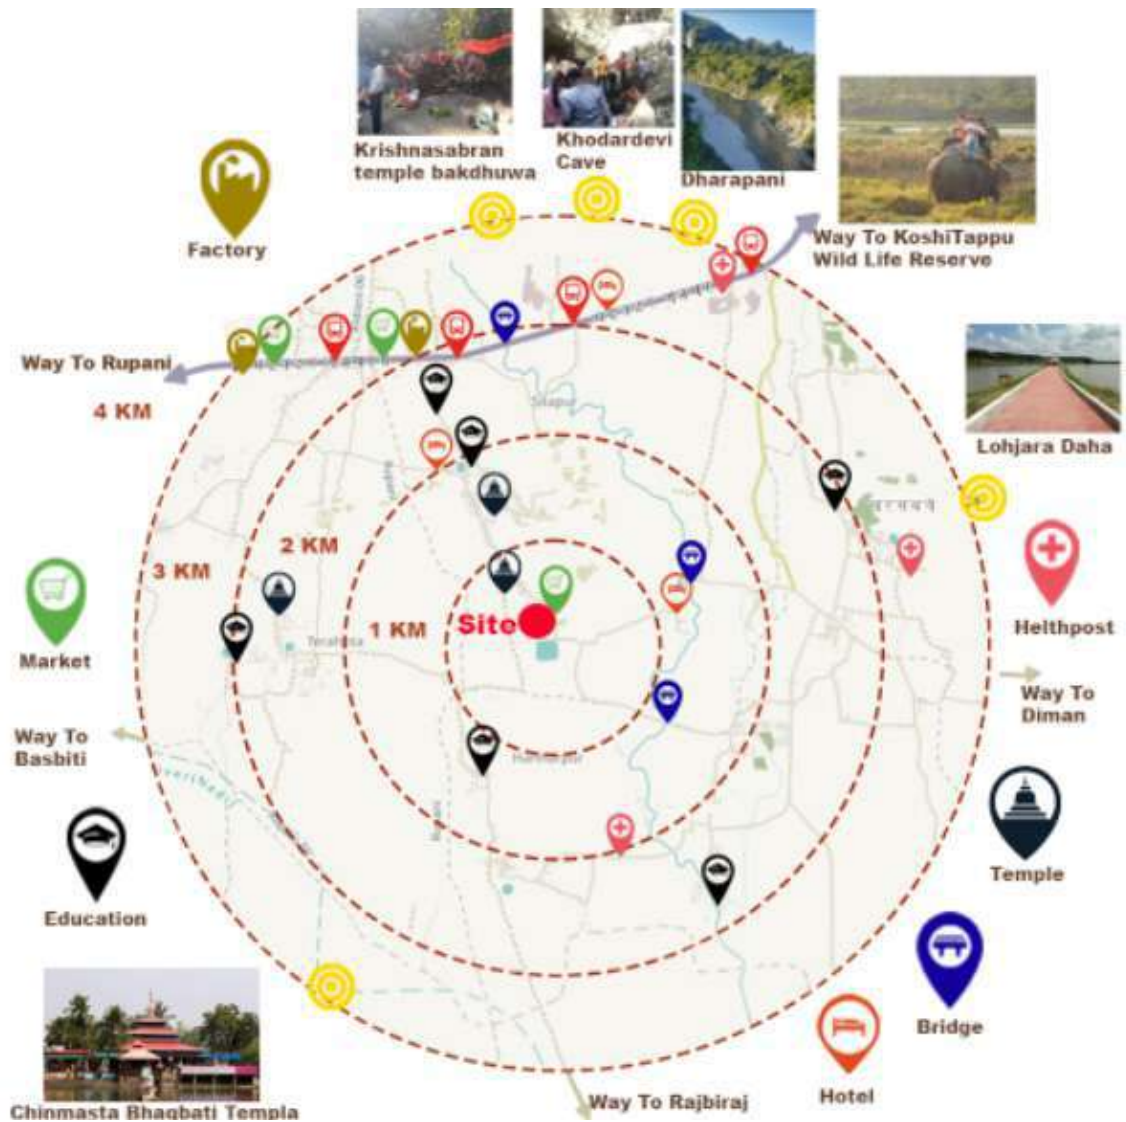 Krishnasabran
temple bakdhuwa
Khodardevi
Cave
Dharapani
Way To KoshiTappu
Wild Life Reserve
Factory
Way To Rupani
4 KM
Lohjara Daha
2 KM
3 KM
1 KM
Site
Market
Helthpost
Way To
Diman
Way To
Basbiti
Temple
Education
Bridge
Hotel
Chinmasta Bhagbati Templa
Way To Rajbiraj